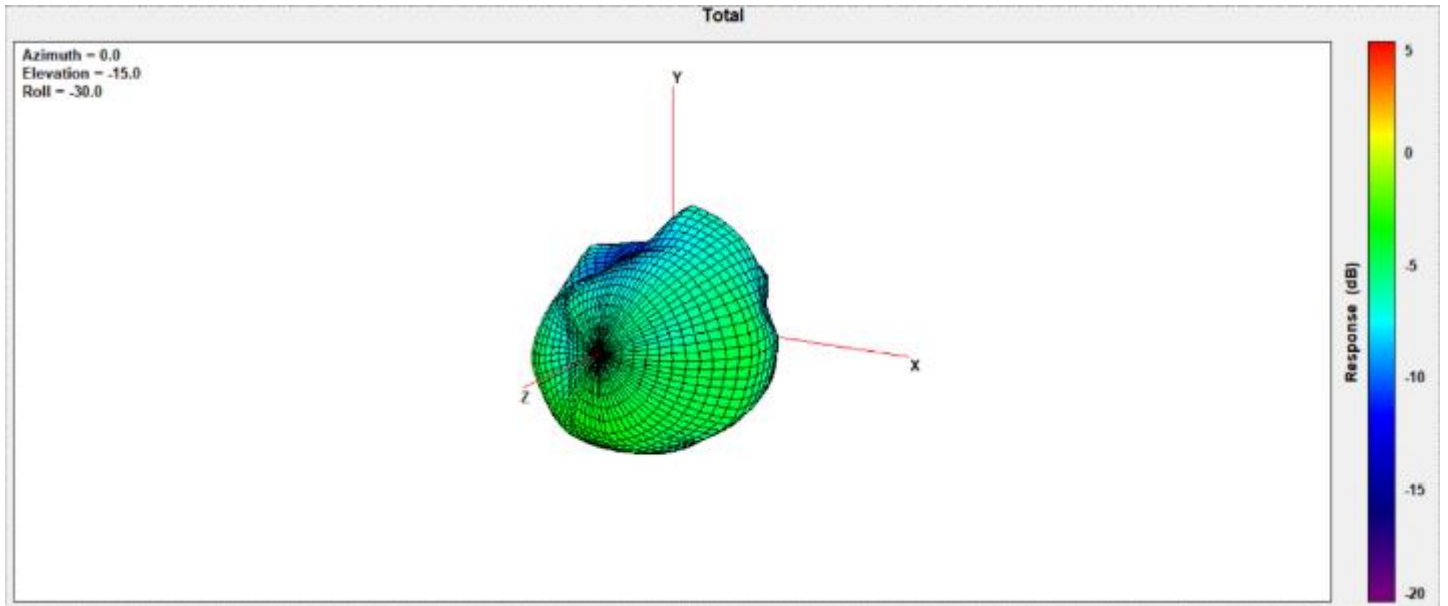 Total
Azimuth = 0.0
Elevation = -15.0
Roll = -30.0
Y
X
Z
Response (dB)
5
0
-5
-10
-15
-20